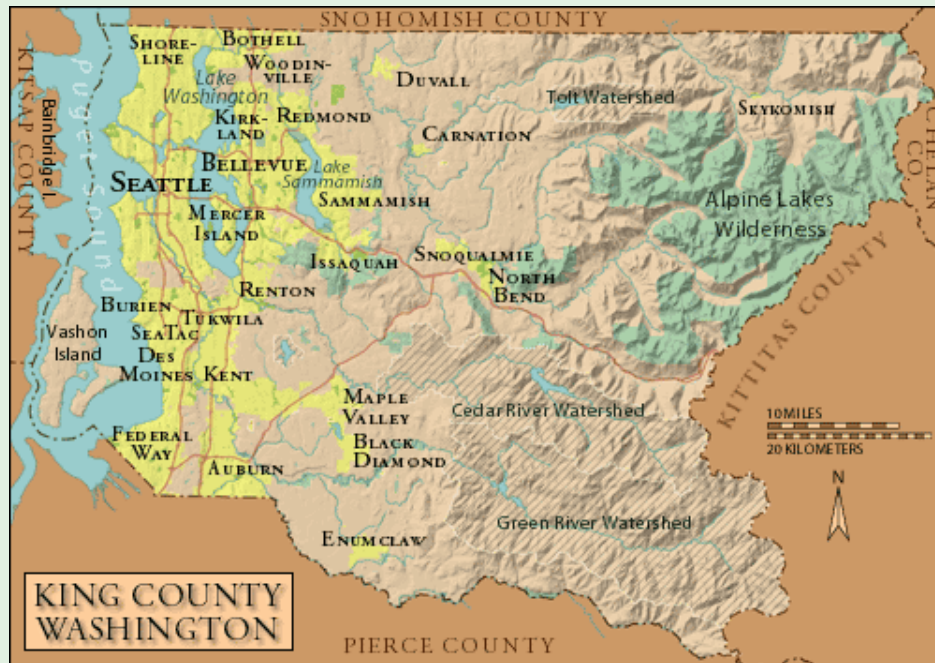 SNOHOMISH COUNTY
KITSAP COUNTY
Bainbridge I.
Puget Sound
SHORE-
LINE
BOTHELL
WOODIN-
VILLE
Lake
Washington
KIRK-
LAND
REDMOND
DUVALL
Tolt Watershed
SKYKOMISH
CHELAN
CO.
CARNATION
BELLEVUE
Lake
Sammamish
SEATTLE
SAMMAMISH
MERCER
ISLAND
Alpine Lakes
Wilderness
ISSAQUAH
SNOQUALMIE
NORTH
BEND
RENTON
BURIEN
TUKWILA
SEATAC
Vashon
Island
DES
MOINES
KENT
KITTITAS COUNTY
MAPLE
VALLEY
Cedar River Watershed
10 MILES
20 KILOMETERS
FEDERAL
WAY
BLACK
DIAMOND
AUBURN
N
Green River Watershed
ENUMCLAW
KING COUNTY
WASHINGTON
PIERCE COUNTY